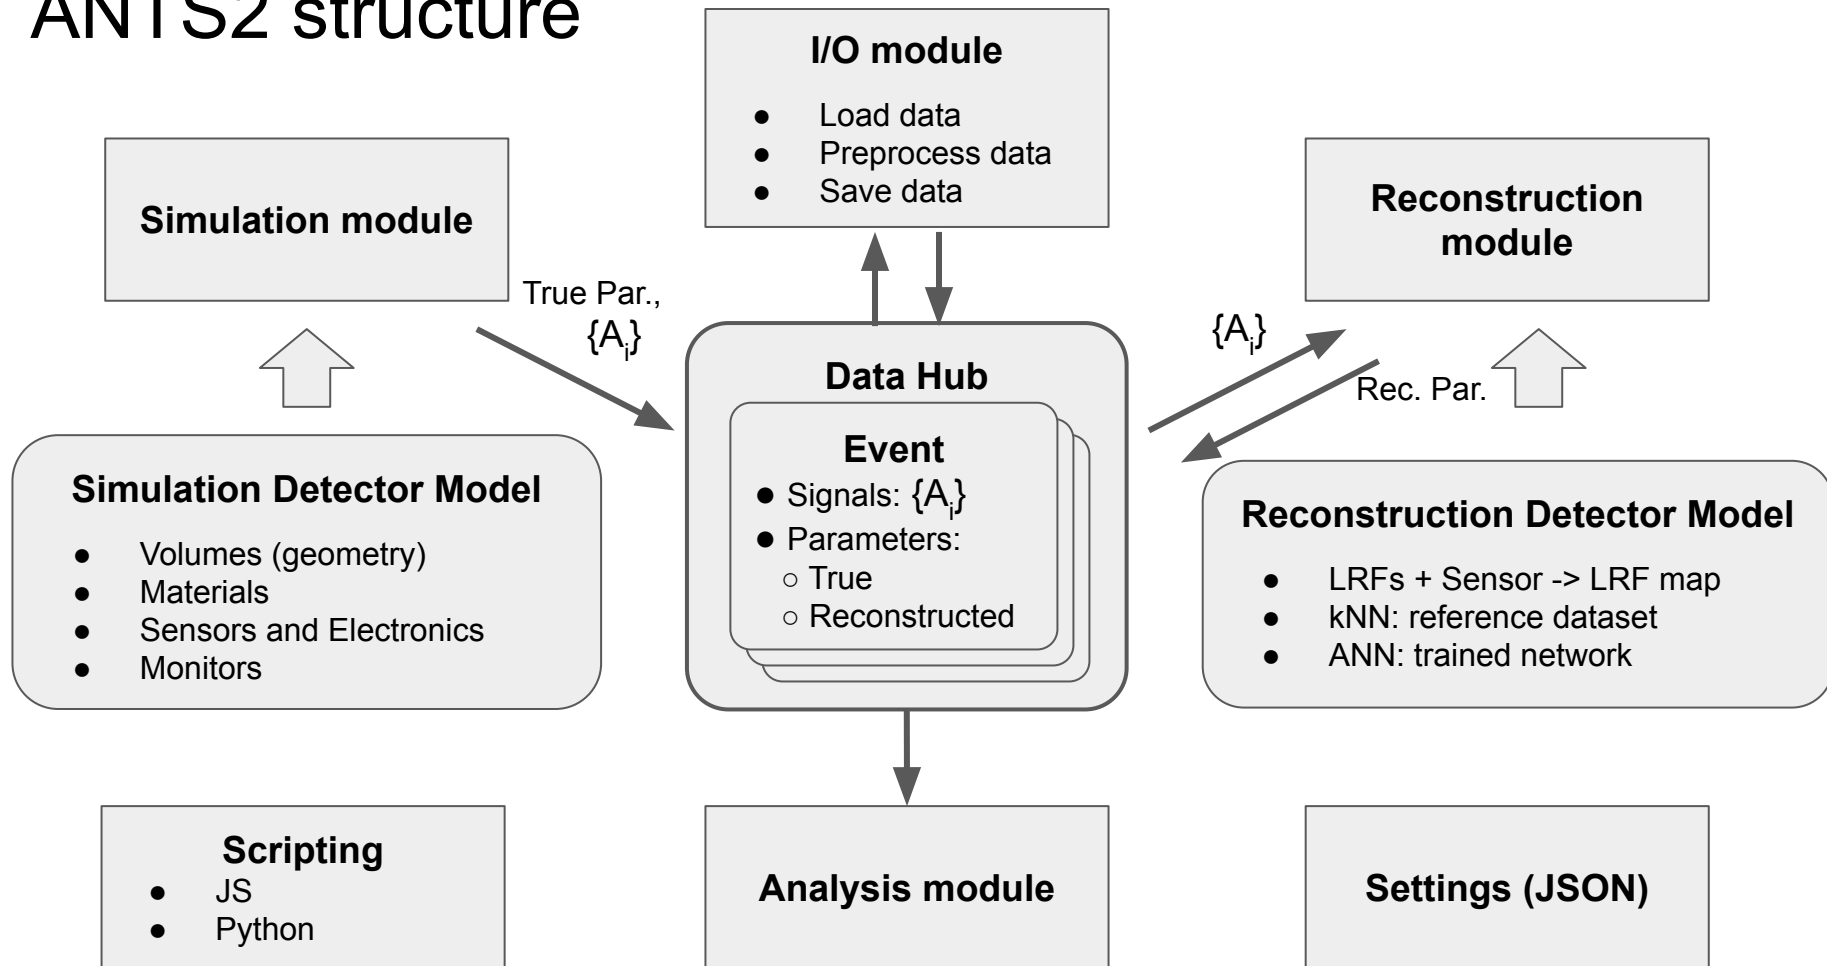 ANTS2 structure
I/O module
● Load data
● Preprocess data
● Save data
Simulation module
Reconstruction
module
True Par.,
{Ai}
{Ai}
Rec. Par.
Data Hub
Event
● Signals: {Ai}
● Parameters:
○ True
○ Reconstructed
Simulation Detector Model
● Volumes (geometry)
● Materials
● Sensors and Electronics
● Monitors
Reconstruction Detector Model
● LRFs + Sensor -> LRF map
● kNN: reference dataset
● ANN: trained network
Scripting
● JS
● Python
Analysis module
Settings (JSON)